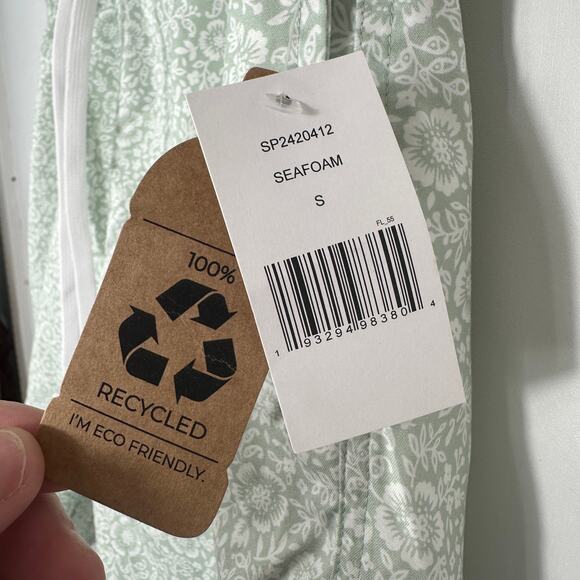 SP2420412
SEAFOAM
S
FL_55
1 93294 98380 4
100%
RECYCLED
I'M ECO FRIENDLY.